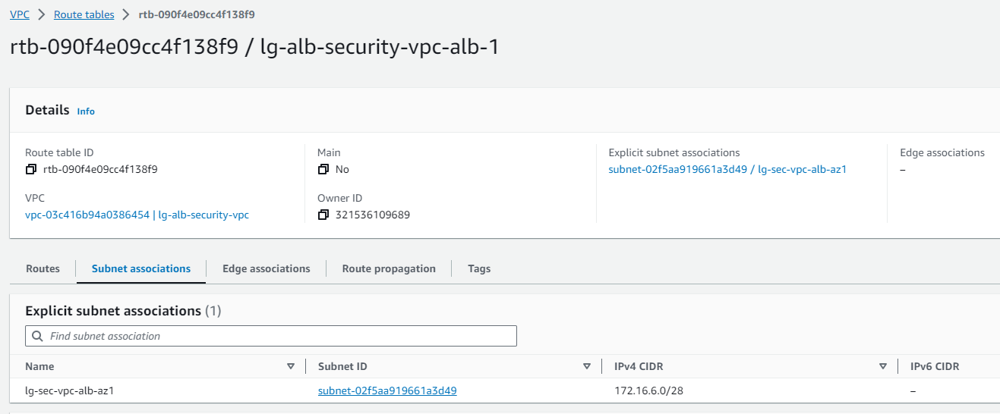 VPC > Route tables > rtb-090f4e09cc4f138f9
rtb-090f4e09cc4f138f9 / lg-alb-security-vpc-alb-1
Details Info
Route table ID
rtb-090f4e09cc4f138f9
Main
No
Explicit subnet associations
subnet-02f5aa919661a3d49 / lg-sec-vpc-alb-az1
Edge associations
–
VPC
vpc-03c416b94a0386454 | lg-alb-security-vpc
Owner ID
321536109689
Routes Subnet associations Edge associations Route propagation Tags
Explicit subnet associations (1)
Find subnet association
Name Subnet ID IPv4 CIDR IPv6 CIDR
lg-sec-vpc-alb-az1 subnet-02f5aa919661a3d49 172.16.6.0/28 –